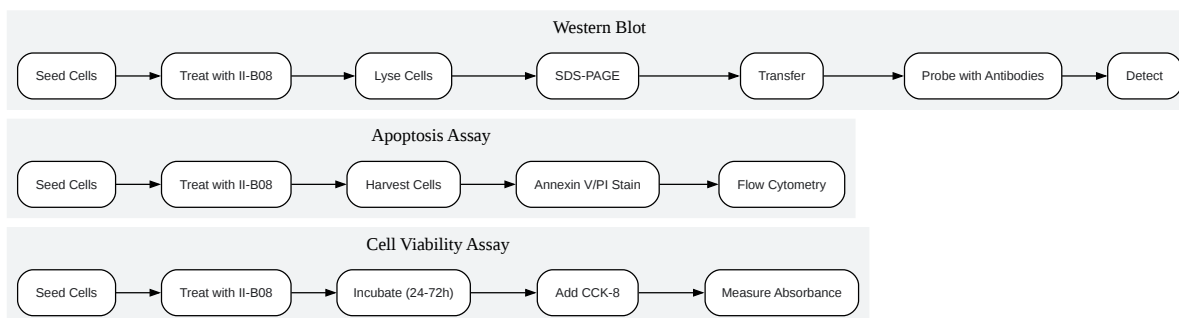 Western Blot
Seed Cells
Treat with II-B08
Lyse Cells
SDS-PAGE
Transfer
Probe with Antibodies
Detect
Apoptosis Assay
Seed Cells
Treat with II-B08
Harvest Cells
Annexin V/PI Stain
Flow Cytometry
Cell Viability Assay
Seed Cells
Treat with II-B08
Incubate (24-72h)
Add CCK-8
Measure Absorbance